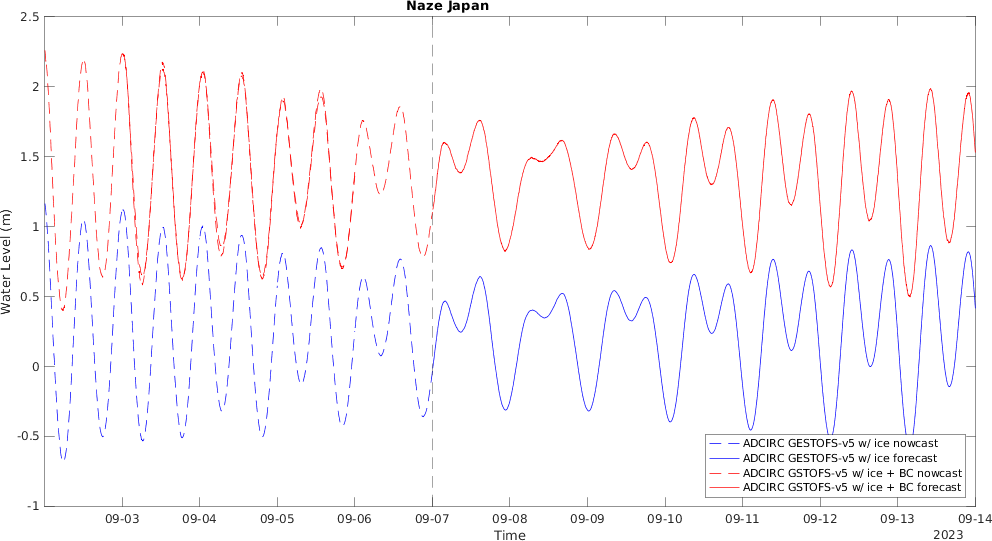 Naze Japan
2.5
2
1.5
1
0.5
0
-0.5
-1
Water Level (m)
ADCIRC GESTOFS-v5 w/ ice nowcast
ADCIRC GESTOFS-v5 w/ ice forecast
ADCIRC GSTOFS-v5 w/ ice + BC nowcast
ADCIRC GSTOFS-v5 w/ ice + BC forecast
09-03 09-04 09-05 09-06 09-07 09-08 09-09 09-10 09-11 09-12 09-13 09-14
Time
2023